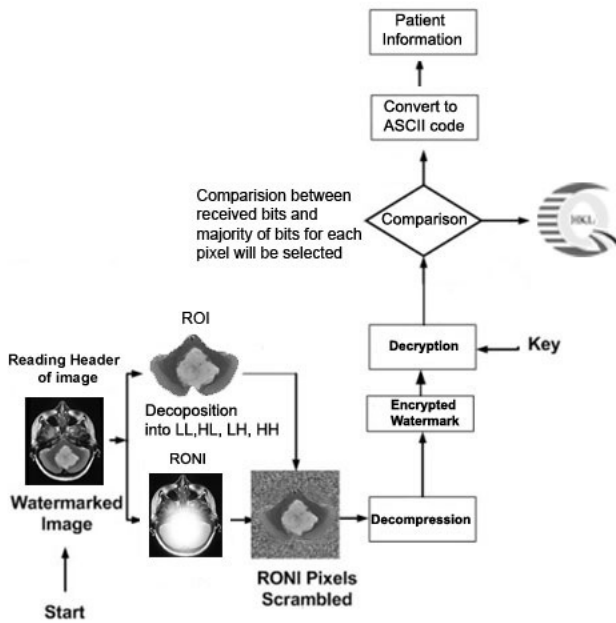 Patient
Information
Convert to
ASCII code
Comparision between
received bits and
majority of bits for each
pixel will be selected
Comparison
HKL
ROI
Decryption
Key
Reading Header
of image
Decoposition
into LL,HL, LH, HH
Encrypted
Watermark
RONI
Watermarked
Image
Decompression
RONI Pixels
Scrambled
Start